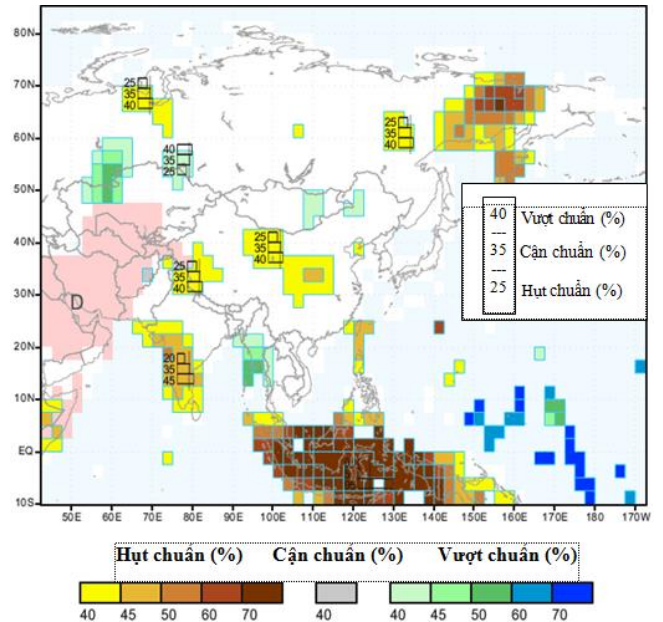 80N
70N
60N
50N
40N
30N
20N
10N
EQ
10S
25
35
40
40
35
25
25
35
40
25
35
40
25
35
40
20
35
45
D
40 Vượt chuẩn (%)
---
35 Cận chuẩn (%)
---
25 Hụt chuẩn (%)
50E 60E 70E 80E 90E 100E 110E 120E 130E 140E 150E 160E 170E 180 170W
Hụt chuẩn (%) Cận chuẩn (%) Vượt chuẩn (%)
40 45 50 60 70 40 40 45 50 60 70